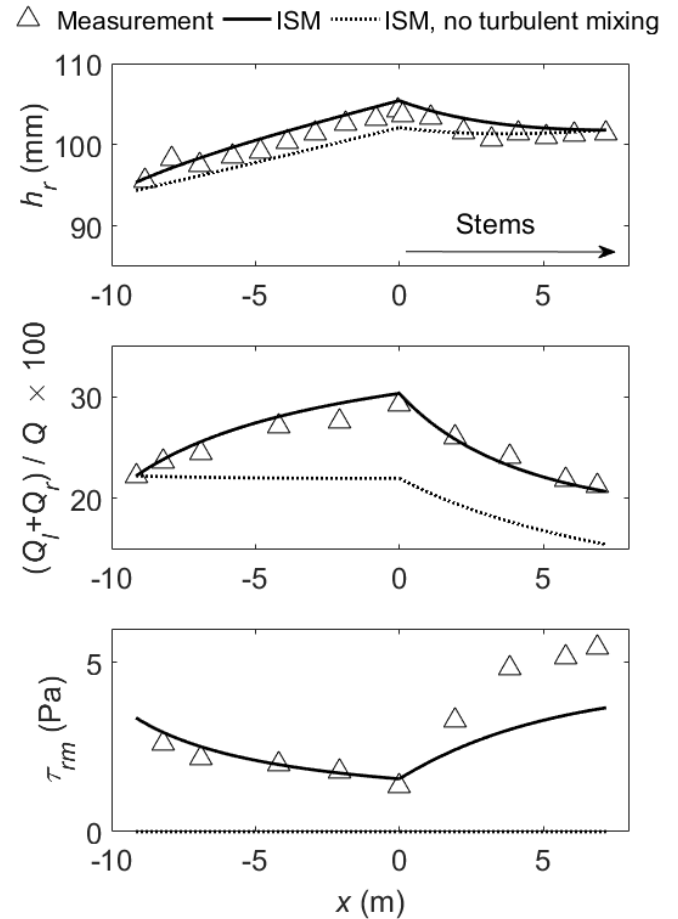 Measurement ISM ISM, no turbulent mixing
110
100
90
h_r (mm)
Stems
-10 -5 0 5
30
20
(Q_l+Q_r) / Q × 100
-10 -5 0 5
5
0
τ_rm (Pa)
-10 -5 0 5
x (m)